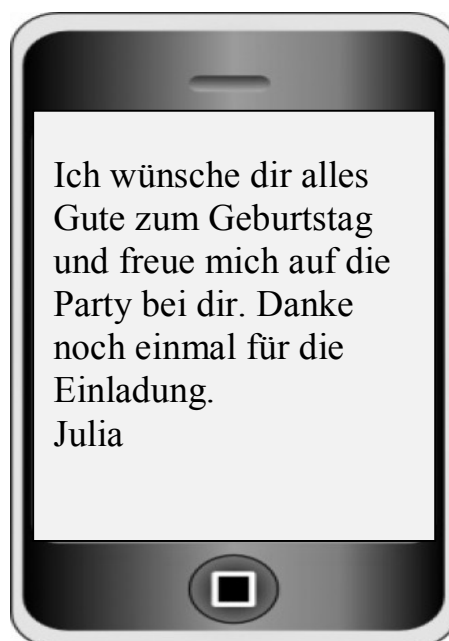 Ich wünsche dir alles
Gute zum Geburtstag
und freue mich auf die
Party bei dir. Danke
noch einmal für die
Einladung.
Julia